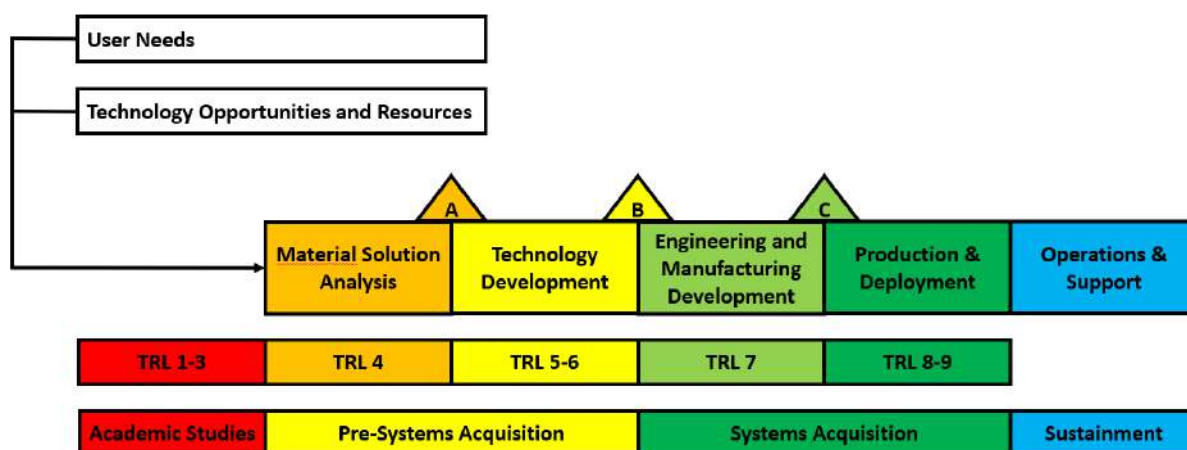 User Needs
Technology Opportunities and Resources
A
B
C
Material Solution
Analysis
Technology
Development
Engineering and
Manufacturing
Development
Production &
Deployment
Operations &
Support
TRL 1-3
TRL 4
TRL 5-6
TRL 7
TRL 8-9
Academic Studies
Pre-Systems Acquisition
Systems Acquisition
Sustainment